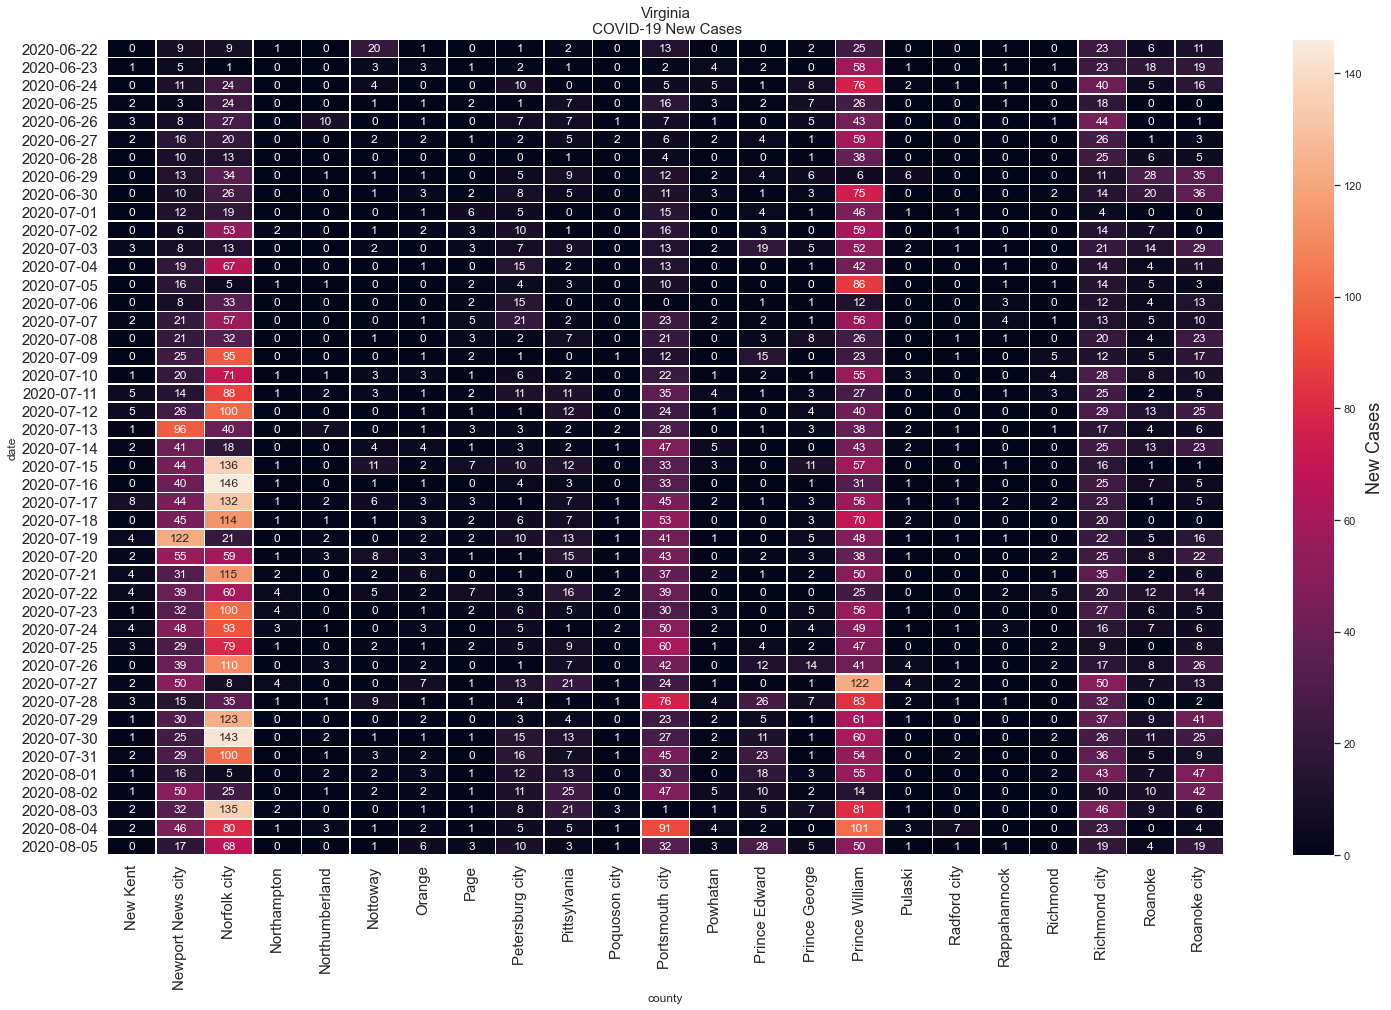 Virginia
COVID-19 New Cases
2020-06-22 0 9 9 1 0 20 1 0 1 2 0 13 0 0 2 25 0 0 1 0 23 6 11
2020-06-23 1 5 1 0 0 3 3 1 2 1 0 2 4 2 0 58 1 0 1 1 23 18 19
2020-06-24 0 11 24 0 0 4 0 0 10 0 0 5 5 1 8 76 2 1 1 0 40 5 16
2020-06-25 2 3 24 0 0 1 1 2 1 7 0 16 3 2 7 26 0 0 1 0 18 0 0
2020-06-26 3 8 27 0 10 0 1 0 7 7 1 7 1 0 5 43 0 0 0 1 44 0 1
2020-06-27 2 16 20 0 0 2 2 1 2 5 2 6 2 4 1 59 0 0 0 0 26 1 3
2020-06-28 0 10 13 0 0 0 0 0 0 1 0 4 0 0 1 38 0 0 0 0 25 6 5
2020-06-29 0 13 34 0 1 1 1 0 5 9 0 12 2 4 6 6 6 0 0 0 11 28 35
2020-06-30 0 10 26 0 0 1 3 2 8 5 0 11 3 1 3 75 0 0 0 2 14 20 36
2020-07-01 0 12 19 0 0 0 1 6 5 0 0 15 0 4 1 46 1 1 0 0 4 0 0
2020-07-02 0 6 53 2 0 1 2 3 10 1 0 16 0 3 0 59 0 0 0 0 14 7 0
2020-07-03 3 8 13 0 0 2 0 3 7 9 0 13 2 19 5 52 2 1 1 0 21 14 29
2020-07-04 0 19 67 0 0 0 1 0 15 2 0 13 0 0 1 42 0 0 1 0 14 4 11
2020-07-05 0 16 5 1 1 0 0 2 4 3 0 10 0 0 0 86 0 0 1 1 14 5 3
2020-07-06 0 8 33 0 0 0 0 2 15 0 0 0 0 1 1 12 0 0 3 0 12 4 13
2020-07-07 2 21 57 0 0 0 1 5 21 2 0 23 2 2 1 56 0 0 4 1 13 5 10
2020-07-08 0 21 32 0 0 1 0 3 2 7 0 21 0 3 8 26 0 1 1 0 20 4 23
2020-07-09 0 25 95 0 0 0 1 2 1 0 1 12 0 15 0 23 0 1 0 5 12 5 17
2020-07-10 1 20 71 1 1 3 3 1 6 2 0 22 1 2 1 55 3 0 0 4 28 8 10
2020-07-11 5 14 88 1 2 3 1 2 11 11 0 35 4 1 3 27 0 0 1 3 25 2 5
2020-07-12 5 26 100 0 0 0 1 1 1 12 0 24 1 0 4 40 0 0 0 0 29 13 25
2020-07-13 1 96 40 0 7 0 1 3 3 2 2 28 0 1 3 38 2 1 0 1 17 4 6
2020-07-14 2 41 18 0 0 4 4 1 3 2 1 47 5 0 0 43 0 1 0 0 25 13 23
2020-07-15 0 44 136 1 0 11 2 7 10 12 0 33 3 0 11 57 0 0 1 0 16 1 1
2020-07-16 0 40 146 1 0 1 1 0 4 3 0 33 0 0 1 31 1 1 0 0 25 7 5
2020-07-17 8 44 132 1 2 6 3 3 1 7 1 45 2 1 3 56 1 1 2 2 23 1 5
2020-07-18 0 45 114 1 1 1 3 2 6 7 1 53 0 0 3 70 2 0 0 0 20 0 0
2020-07-19 4 122 21 0 2 0 2 2 10 13 1 41 1 0 5 48 1 1 1 0 22 5 16
2020-07-20 2 55 59 1 3 8 3 1 1 15 1 43 0 2 3 38 1 0 0 2 25 8 22
2020-07-21 4 31 115 2 0 2 6 0 1 0 1 37 2 1 2 50 0 0 0 1 35 2 6
2020-07-22 4 39 60 4 0 5 2 7 3 16 2 39 0 0 0 25 0 0 2 5 20 12 14
2020-07-23 1 32 100 4 0 0 1 2 6 5 0 30 3 0 5 56 1 0 0 0 27 6 5
2020-07-24 4 48 93 3 1 0 3 0 5 1 2 50 2 0 4 49 1 1 3 0 16 7 6
2020-07-25 3 29 79 1 0 2 1 2 5 9 0 60 1 4 2 47 0 0 0 2 9 0 8
2020-07-26 0 39 110 0 3 0 2 0 1 7 0 42 0 12 14 41 4 1 0 2 17 8 26
2020-07-27 2 50 8 4 0 0 7 1 13 21 1 24 1 0 1 122 4 2 0 0 50 7 13
2020-07-28 3 15 35 1 1 9 1 1 4 1 1 76 4 26 7 83 2 1 1 0 32 0 2
2020-07-29 1 30 123 0 0 0 2 0 3 4 0 23 2 5 1 61 1 0 0 0 37 9 41
2020-07-30 1 25 143 0 2 1 1 1 15 13 1 27 2 11 1 60 0 0 0 2 26 11 25
2020-07-31 2 29 100 0 1 3 2 0 16 7 1 45 2 23 1 54 0 2 0 0 36 5 9
2020-08-01 1 16 5 0 2 2 3 1 12 13 0 30 0 18 3 55 0 0 0 2 43 7 47
2020-08-02 1 50 25 0 1 2 2 1 11 25 0 47 5 10 2 14 0 0 0 0 10 10 42
2020-08-03 2 32 135 2 0 0 1 1 8 21 3 1 1 5 7 81 1 0 0 0 46 9 6
2020-08-04 2 46 80 1 3 1 2 1 5 5 1 91 4 2 0 101 3 7 0 0 23 0 4
2020-08-05 0 17 68 0 0 1 6 3 10 3 1 32 3 28 5 50 1 1 1 0 19 4 19
date
New Kent
Newport News city
Norfolk city
Northampton
Northumberland
Nottoway
Orange
Page
Petersburg city
Pittsylvania
Poquoson city
Portsmouth city
Powhatan
Prince Edward
Prince George
Prince William
Pulaski
Radford city
Rappahannock
Richmond
Richmond city
Roanoke
Roanoke city
county
140
120
100
80
60
40
20
0
New Cases